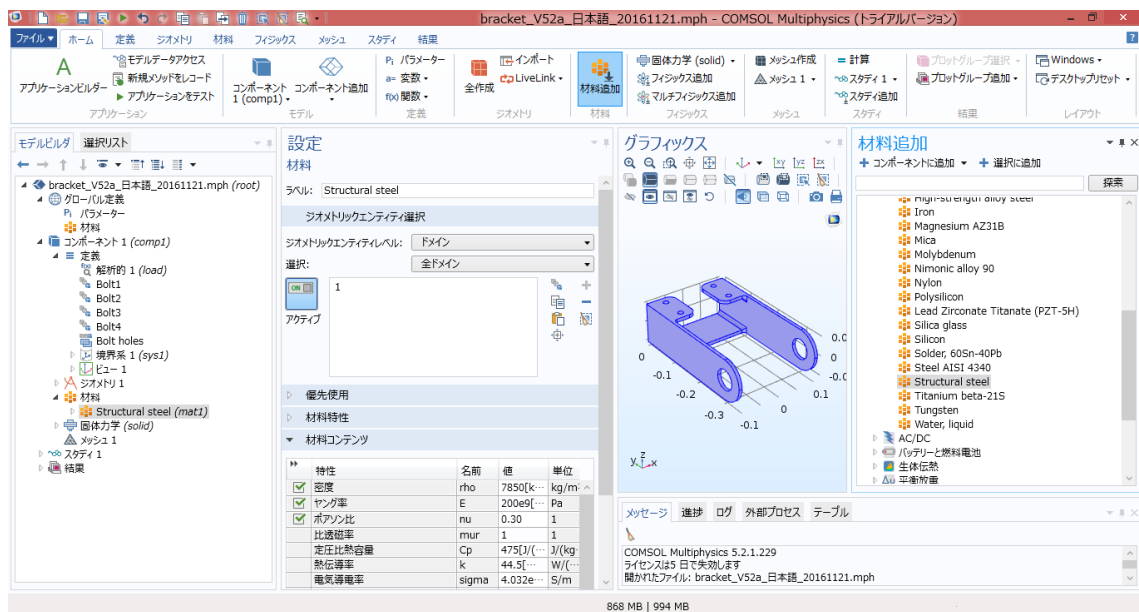 bracket_V52a_日本語_20161121.mph - COMSOL Multiphysics (トライアルバージョン)
ファイル ホーム 定義 ジオメトリ 材料 フィジックス メッシュ スタディ 結果
アプリケーションビルダー
モデルデータアクセス
新規メソッドをレコード
アプリケーションをテスト
アプリケーション
コンポーネント 1 (comp1)
コンポーネント追加
モデル
Pi パラメーター
a= 変数
f(x) 関数
定義
全作成
インポート
LiveLink
ジオメトリ
材料追加
材料
固体力学 (solid)
フィジックス追加
マルチフィジックス追加
フィジックス
メッシュ作成
メッシュ 1
メッシュ
= 計算
スタディ 1
スタディ追加
スタディ
プロットグループ選択
プロットグループ追加
結果
Windows
デスクトップセット
レイアウト
モデルビルダ 選択リスト
bracket_V52a_日本語_20161121.mph (root)
グローバル定義
Pi パラメーター
材料
コンポーネント 1 (comp1)
定義
解析的 1 (load)
Bolt1
Bolt2
Bolt3
Bolt4
Bolt holes
境界系 1 (sys1)
ビュー 1
ジオメトリ 1
材料
Structural steel (mat1)
固体力学 (solid)
メッシュ 1
スタディ 1
結果
設定
材料
ラベル: Structural steel
ジオメトリックエンティティ選択
ジオメトリックエンティティレベル: ドメイン
選択: 全ドメイン
ON
1
アクティブ
優先使用
材料特性
材料コンテンツ
特性 名前 値 単位
密度 rho 7850[k… kg/m
ヤング率 E 200e9[… Pa
ポアソン比 nu 0.30 1
比透磁率 mur 1 1
定圧比熱容量 Cp 475[J/(… J/(kg·
熱伝導率 k 44.5[… W/(…
電気導電率 sigma 4.032e… S/m
グラフィックス
xy yz zx
0.0
0
-0.0
0
-0.1
-0.2
-0.3
0.1
0
-0.1
y z x
メッセージ 進捗 ログ 外部プロセス テーブル
COMSOL Multiphysics 5.2.1.229
ライセンスは5 日で失効します
開かれたファイル: bracket_V52a_日本語_20161121.mph
材料追加
コンポーネントに追加 選択に追加
探索
High-strength alloy steel
Iron
Magnesium AZ31B
Mica
Molybdenum
Nimonic alloy 90
Nylon
Polysilicon
Lead Zirconate Titanate (PZT-5H)
Silica glass
Silicon
Solder, 60Sn-40Pb
Steel AISI 4340
Structural steel
Titanium beta-21S
Tungsten
Water, liquid
AC/DC
バッテリーと燃料電池
生体伝熱
平衡放電
868 MB | 994 MB